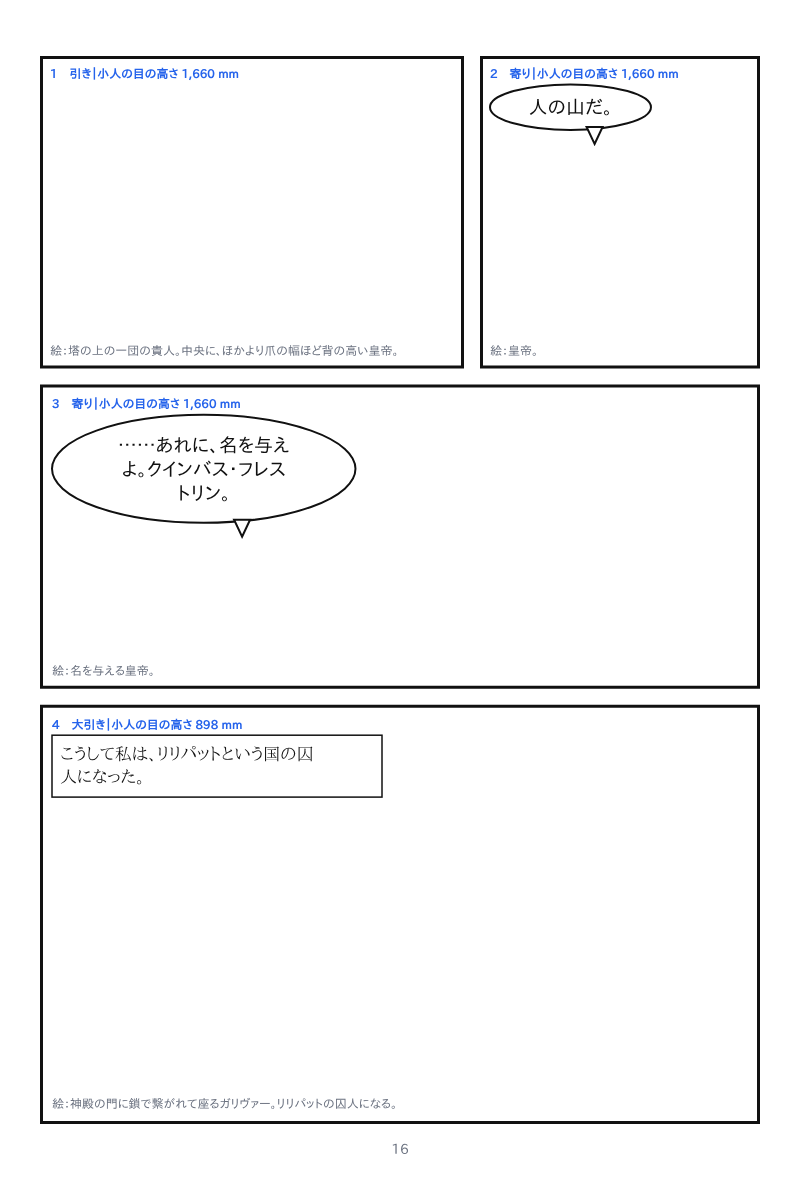 1 引き|小人の目の高さ 1,660 mm
絵:塔の上の一団の貴人。中央に、ほかより爪の幅ほど背の高い皇帝。
2 寄り|小人の目の高さ 1,660 mm
人の山だ。
絵:皇帝。
3 寄り|小人の目の高さ 1,660 mm
……あれに、名を与え
よ。クインバス・フレス
トリン。
絵:名を与える皇帝。
4 大引き|小人の目の高さ 898 mm
こうして私は、リリパットという国の囚
人になった。
絵:神殿の門に鎖で繋がれて座るガリヴァー。リリパットの囚人になる。
16